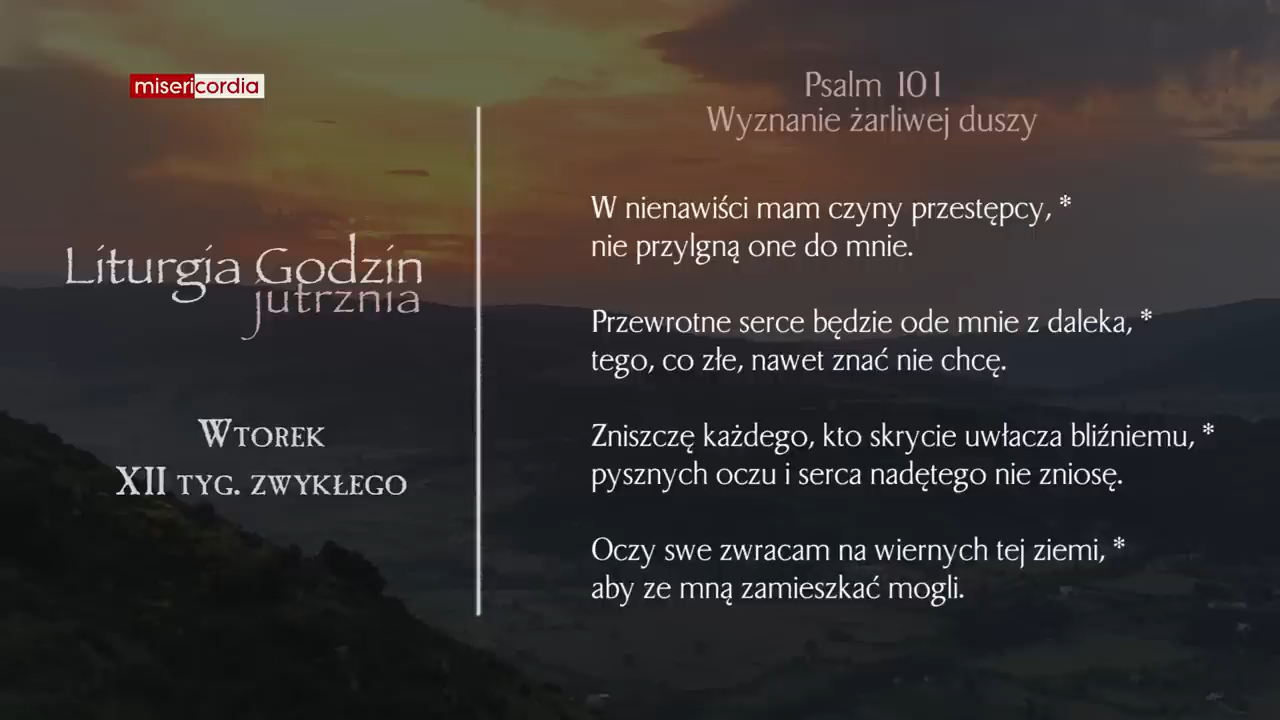 misericordia
Liturgia Godzin
jutrznia
Wtorek
XII tyg. zwykłego
Psalm 101
Wyznanie żarliwej duszy
W nienawiści mam czyny przestępcy, *
nie przylgną one do mnie.
Przewrotne serce będzie ode mnie z daleka, *
tego, co złe, nawet znać nie chcę.
Zniszczę każdego, kto skrycie uwłacza bliźniemu, *
pysznych oczu i serca nadętego nie zniosę.
Oczy swe zwracam na wiernych tej ziemi, *
aby ze mną zamieszkać mogli.